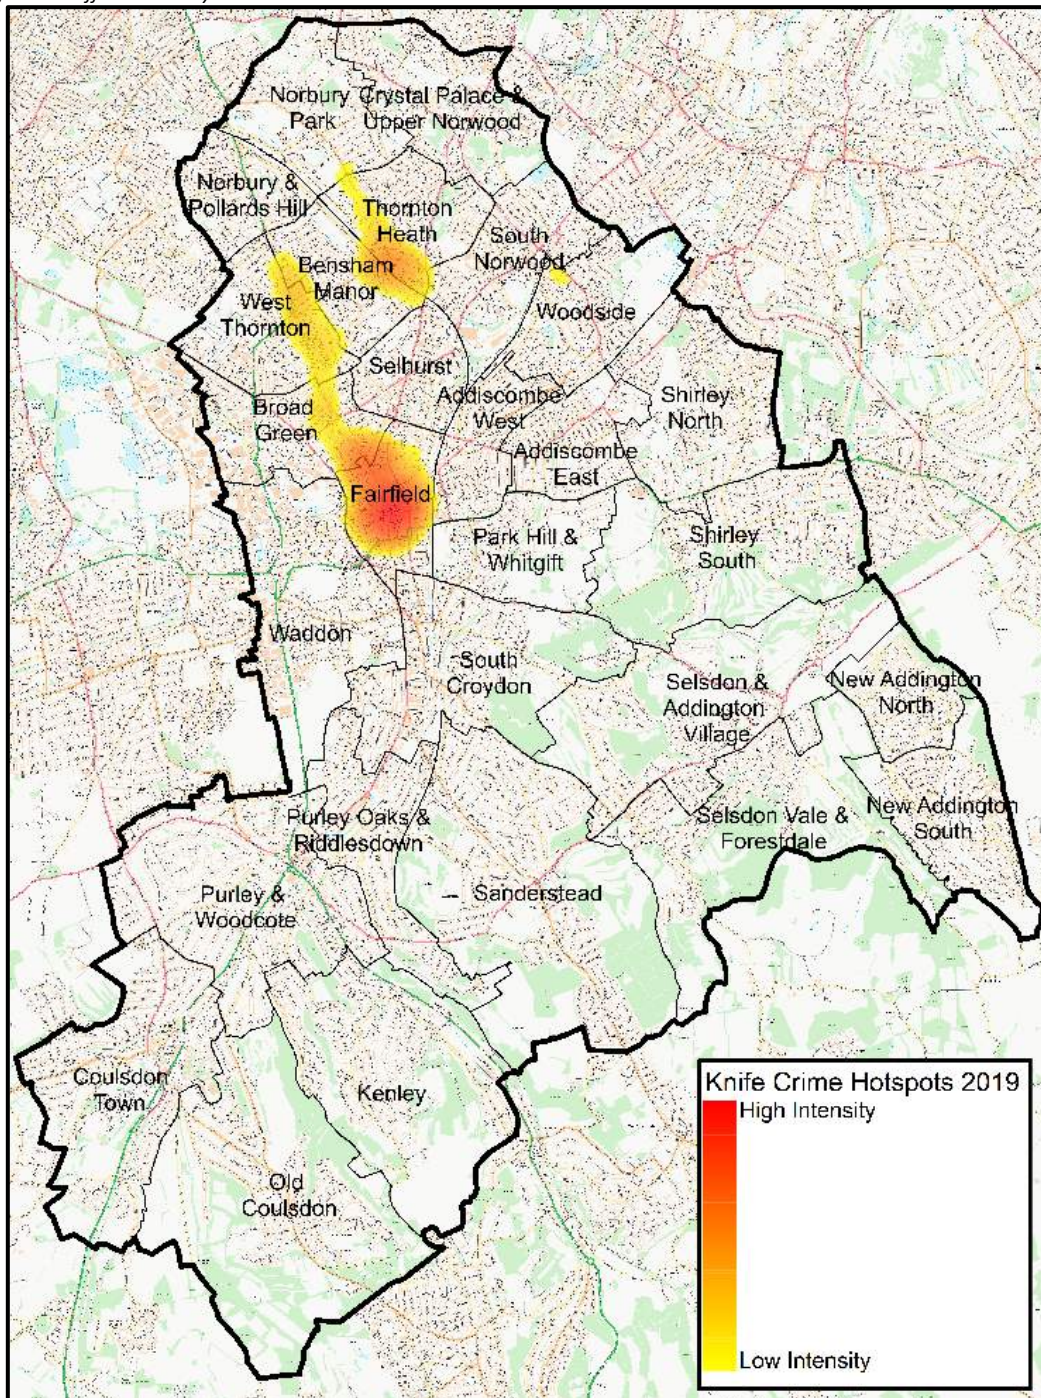 Norbury
Park
Crystal Palace &
Upper Norwood
Norbury &
Pollards Hill
Thornton
Heath
South
Norwood
Bensham
Manor
West
Thornton
Woodside
Selhurst
Addiscombe
West
Shirley
North
Broad
Green
Addiscombe
East
Fairfield
Park Hill &
Whitgift
Shirley
South
Waddon
South
Croydon
Selsdon &
Addington
Village
New Addington
North
Purley Oaks &
Riddlesdown
Selsdon Vale &
Forestdale
New Addington
South
Purley &
Woodcote
Sanderstead
Coulsdon
Town
Kenley
Old
Coulsdon
Knife Crime Hotspots 2019
High Intensity
Low Intensity